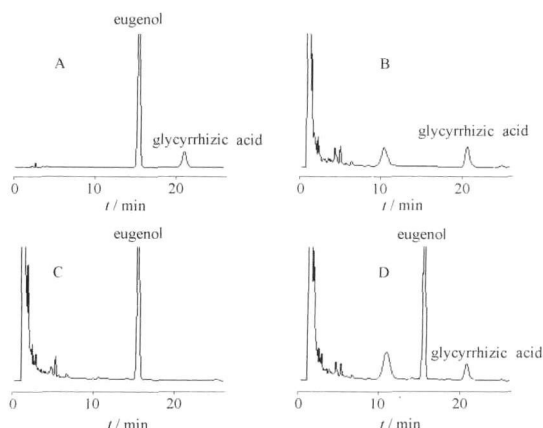 eugenol
A
glycyrrhizic acid
0 10 20
t / min
B
glycyrrhizic acid
0 10 20
t / min
eugenol
C
0 10 20
t / min
eugenol
D
glycyrrhizic acid
0 10 20
t / min